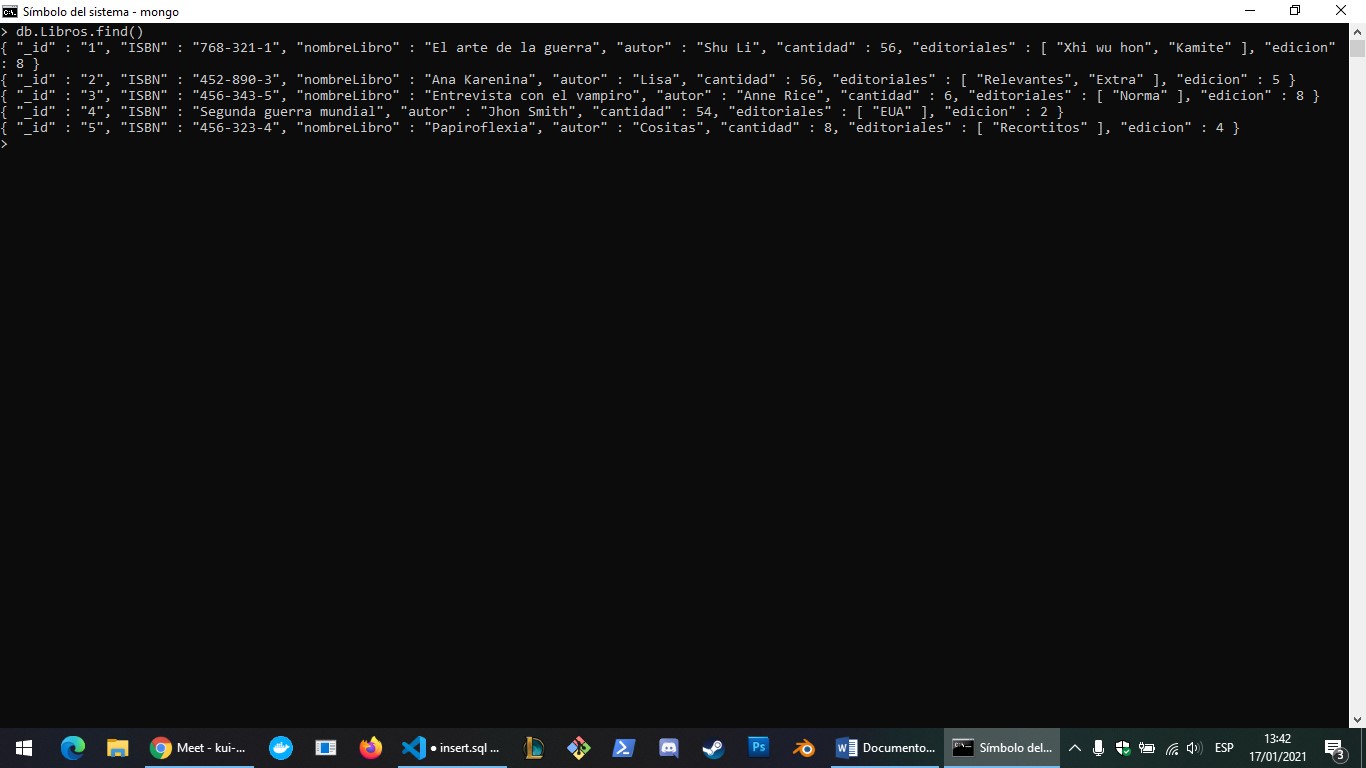 Símbolo del sistema - mongo
> db.Libros.find()
{ "_id" : "1", "ISBN" : "768-321-1", "nombreLibro" : "El arte de la guerra", "autor" : "Shu Li", "cantidad" : 56, "editoriales" : [ "Xhi wu hon", "Kamite" ], "edicion"
: 8 }
{ "_id" : "2", "ISBN" : "452-890-3", "nombreLibro" : "Ana Karenina", "autor" : "Lisa", "cantidad" : 56, "editoriales" : [ "Relevantes", "Extra" ], "edicion" : 5 }
{ "_id" : "3", "ISBN" : "456-343-5", "nombreLibro" : "Entrevista con el vampiro", "autor" : "Anne Rice", "cantidad" : 6, "editoriales" : [ "Norma" ], "edicion" : 8 }
{ "_id" : "4", "ISBN" : "Segunda guerra mundial", "autor" : "Jhon Smith", "cantidad" : 54, "editoriales" : [ "EUA" ], "edicion" : 2 }
{ "_id" : "5", "ISBN" : "456-323-4", "nombreLibro" : "Papiroflexia", "autor" : "Cositas", "cantidad" : 8, "editoriales" : [ "Recortitos" ], "edicion" : 4 }
>
Meet - kui-...
● insert.sql ...
Ps
Documento...
Símbolo del...
ESP
13:42
17/01/2021
3